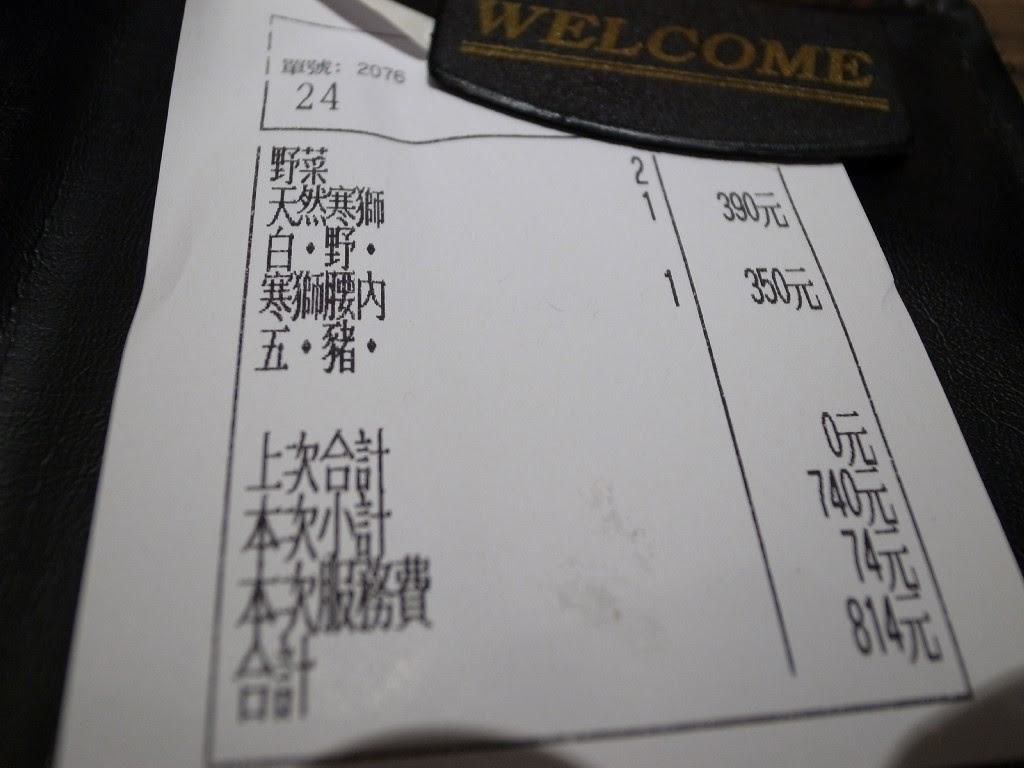 WELCOME
單號: 2076
24
野菜 2
天然寒獅 1 390元
白·野·
寒獅腰內 1 350元
五·豬·
上次合計 0元
本次小計 740元
本次服務費 74元
合計 814元